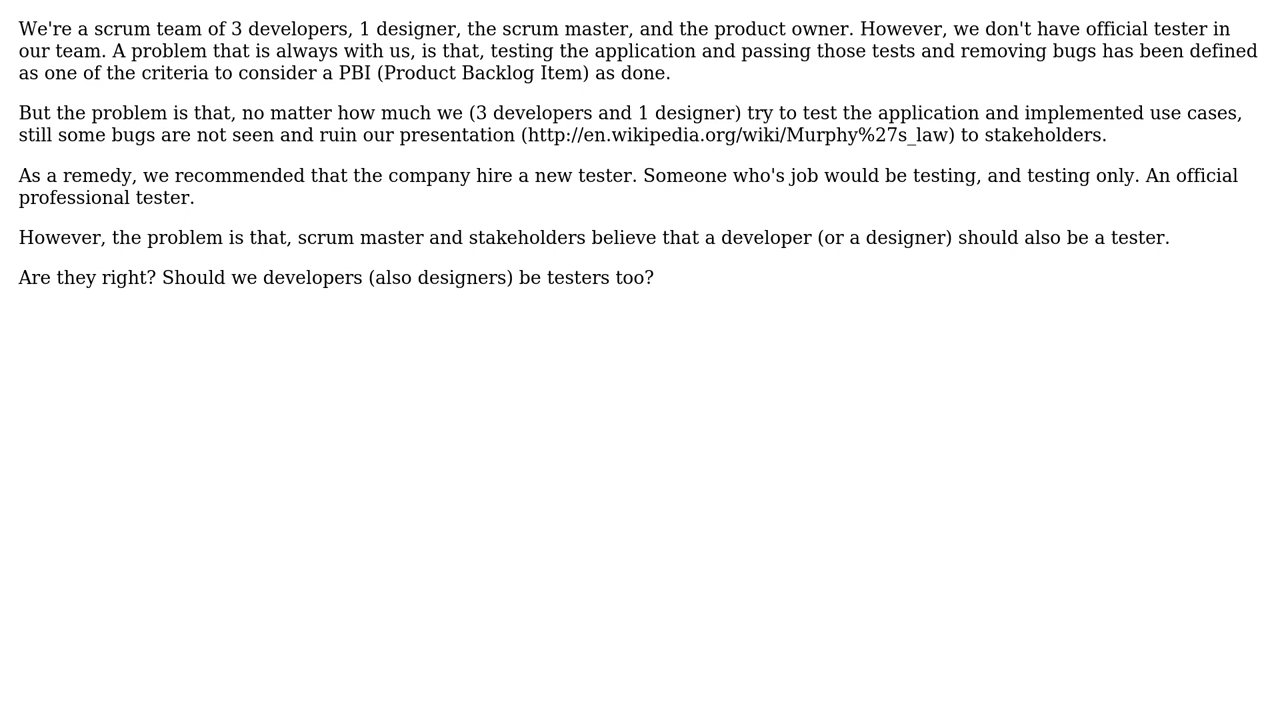 We're a scrum team of 3 developers, 1 designer, the scrum master, and the product owner. However, we don't have official tester in
our team. A problem that is always with us, is that, testing the application and passing those tests and removing bugs has been defined
as one of the criteria to consider a PBI (Product Backlog Item) as done.
But the problem is that, no matter how much we (3 developers and 1 designer) try to test the application and implemented use cases,
still some bugs are not seen and ruin our presentation (http://en.wikipedia.org/wiki/Murphy%27s_law) to stakeholders.
As a remedy, we recommended that the company hire a new tester. Someone who's job would be testing, and testing only. An official
professional tester.
However, the problem is that, scrum master and stakeholders believe that a developer (or a designer) should also be a tester.
Are they right? Should we developers (also designers) be testers too?